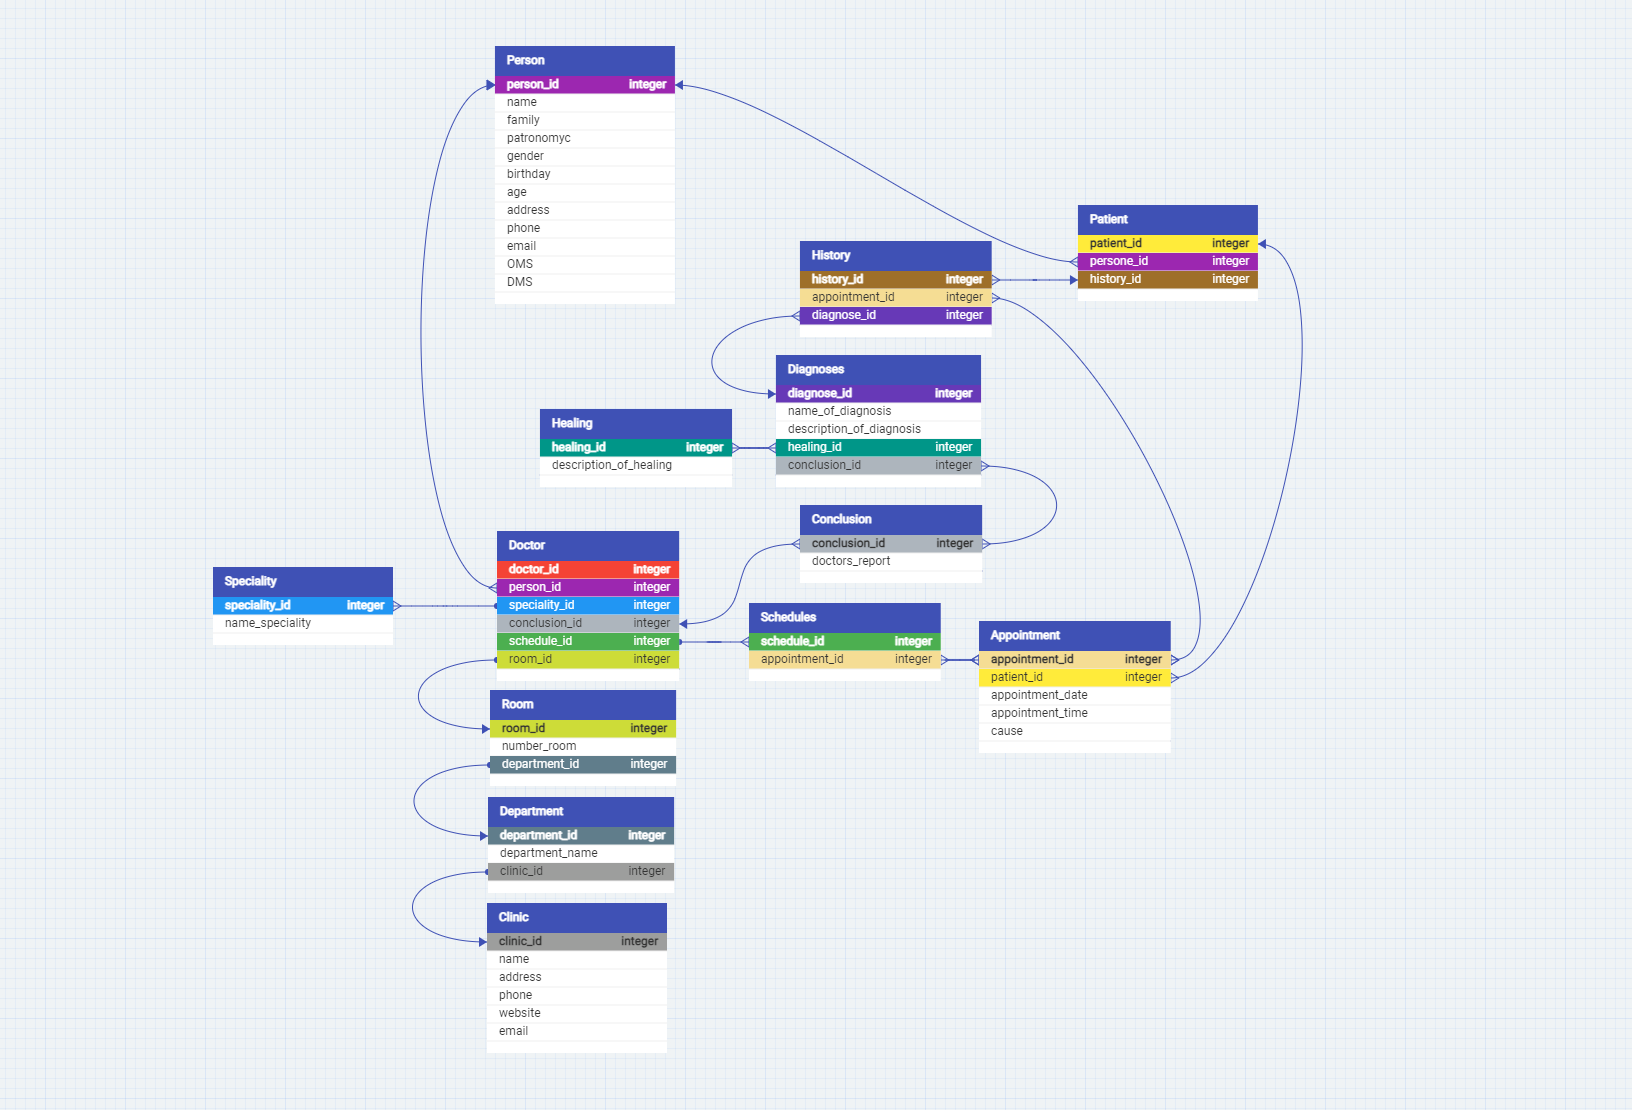 Person
person_id integer
name
family
patronomyc
gender
birthday
age
address
phone
email
OMS
DMS
Patient
patient_id integer
persone_id integer
history_id integer
History
history_id integer
appointment_id integer
diagnose_id integer
Diagnoses
diagnose_id integer
name_of_diagnosis
description_of_diagnosis
healing_id integer
conclusion_id integer
Healing
healing_id integer
description_of_healing
Conclusion
conclusion_id integer
doctors_report
Doctor
doctor_id integer
person_id integer
speciality_id integer
conclusion_id integer
schedule_id integer
room_id integer
Speciality
speciality_id integer
name_speciality
Schedules
schedule_id integer
appointment_id integer
Appointment
appointment_id integer
patient_id integer
appointment_date
appointment_time
cause
Room
room_id integer
number_room
department_id integer
Department
department_id integer
department_name
clinic_id integer
Clinic
clinic_id integer
name
address
phone
website
email